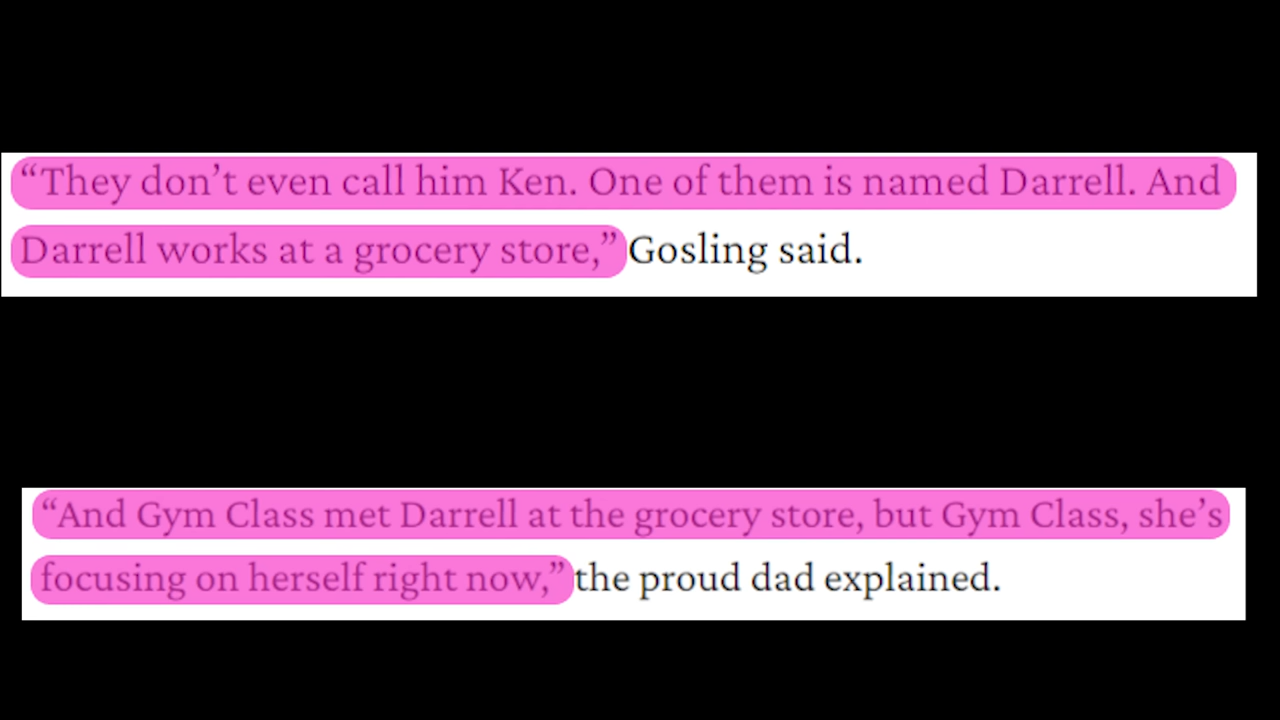 “They don’t even call him Ken. One of them is named Darrell. And
Darrell works at a grocery store,” Gosling said.
“And Gym Class met Darrell at the grocery store, but Gym Class, she’s
focusing on herself right now,” the proud dad explained.